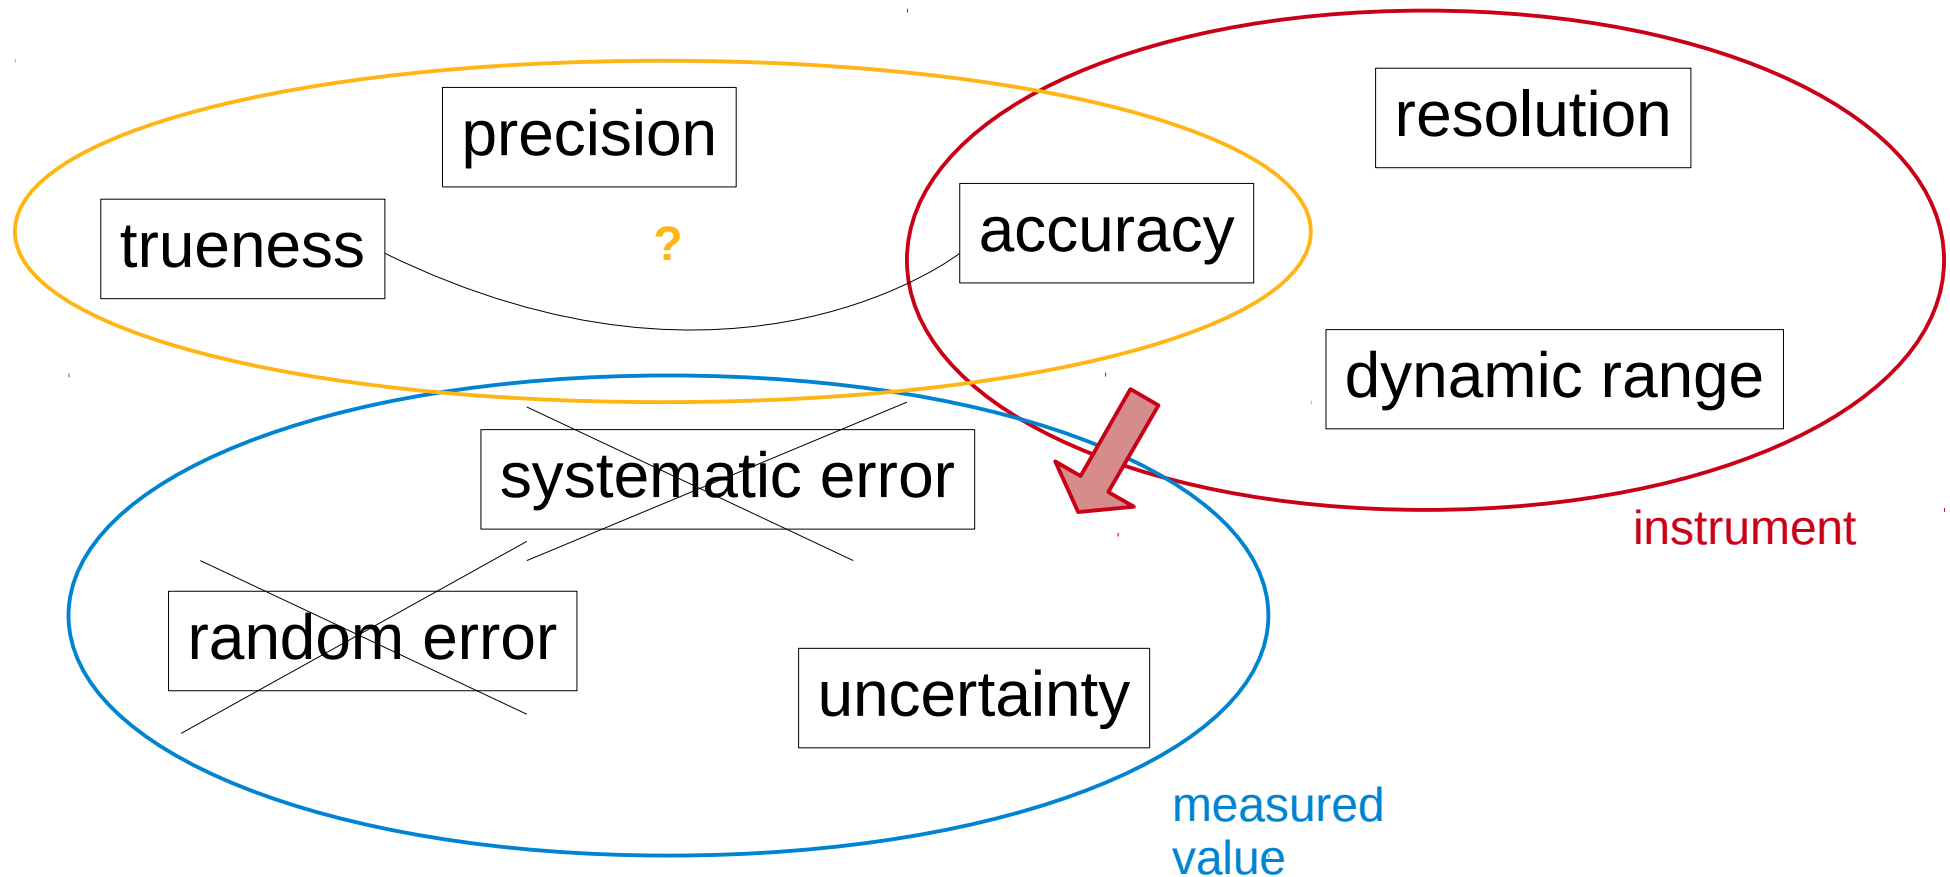 precision
resolution
trueness
?
accuracy
dynamic range
systematic error
instrument
random error
uncertainty
measured
value